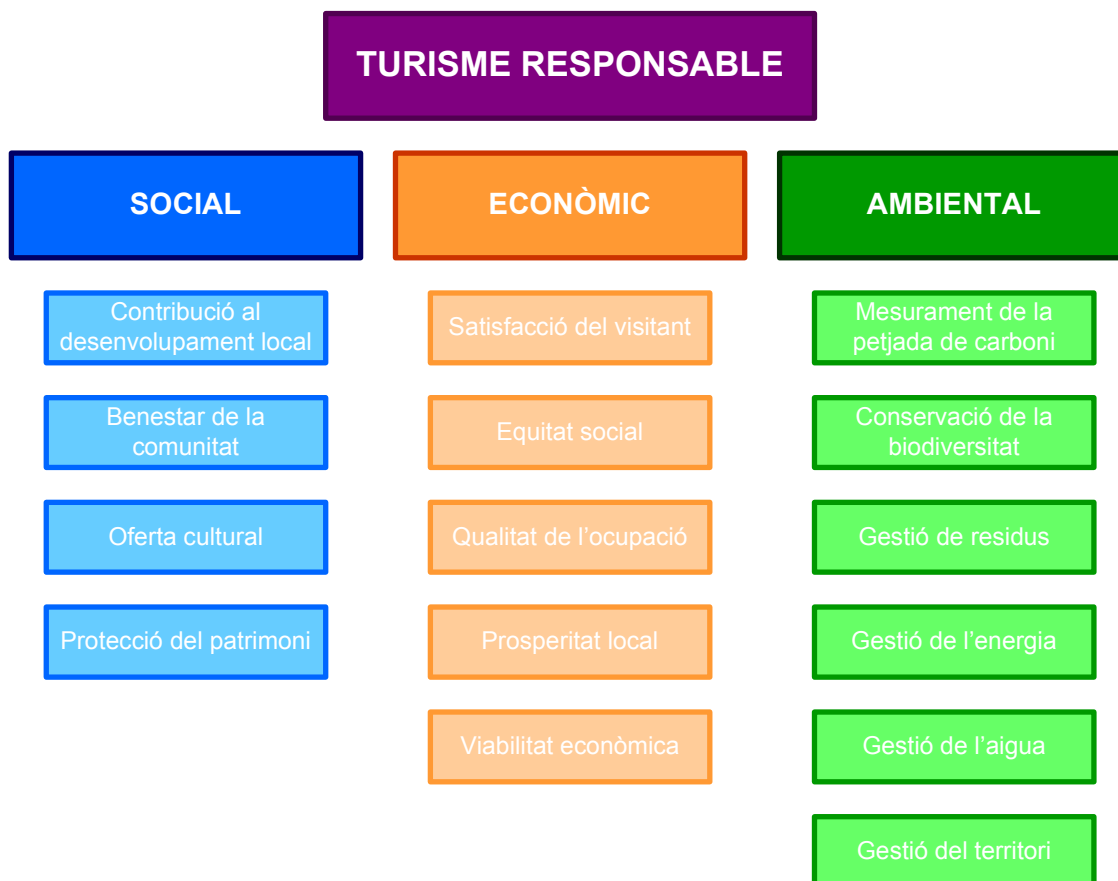 TURISME RESPONSABLE
SOCIAL
Contribució al
desenvolupament local
Benestar de la
comunitat
Oferta cultural
Protecció del patrimoni
ECONÒMIC
Satisfacció del visitant
Equitat social
Qualitat de l’ocupació
Prosperitat local
Viabilitat econòmica
AMBIENTAL
Mesurament de la
petjada de carboni
Conservació de la
biodiversitat
Gestió de residus
Gestió de l’energia
Gestió de l’aigua
Gestió del territori